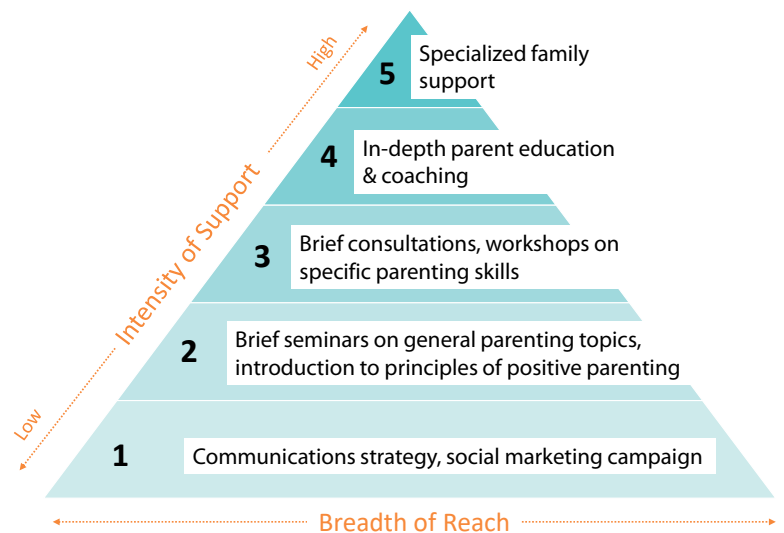 High
5
Specialized family
support
4
In-depth parent education
& coaching
Intensity of Support
3
Brief consultations, workshops on
specific parenting skills
2
Brief seminars on general parenting topics,
introduction to principles of positive parenting
Low
1
Communications strategy, social marketing campaign
Breadth of Reach